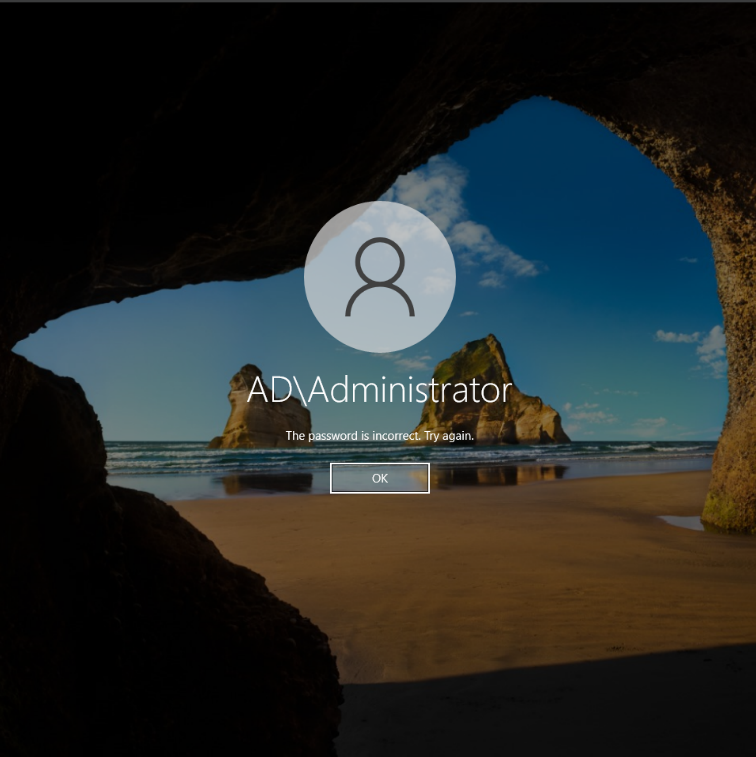 AD\Administrator
The password is incorrect. Try again.
OK